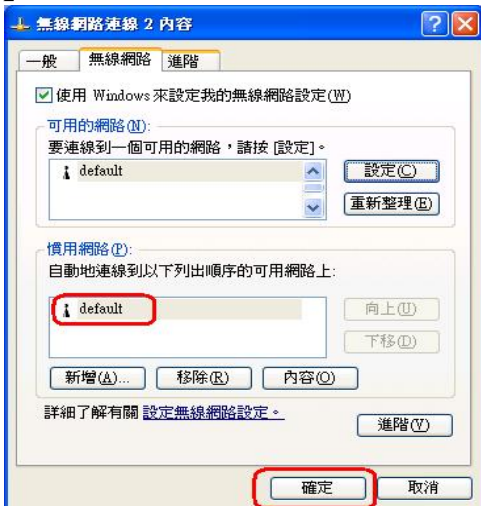 無線網路連線 2 內容
一般 無線網路 進階
使用 Windows 來設定我的無線網路設定(W)
可用的網路(N):
要連線到一個可用的網路，請按 [設定]。
default
設定(C)
重新整理(E)
慣用網路(P):
自動地連線到以下列出順序的可用網路上:
default
向上(U)
下移(D)
新增(A)... 移除(R) 內容(O)
詳細了解有關 設定無線網路設定。
進階(V)
確定 取消